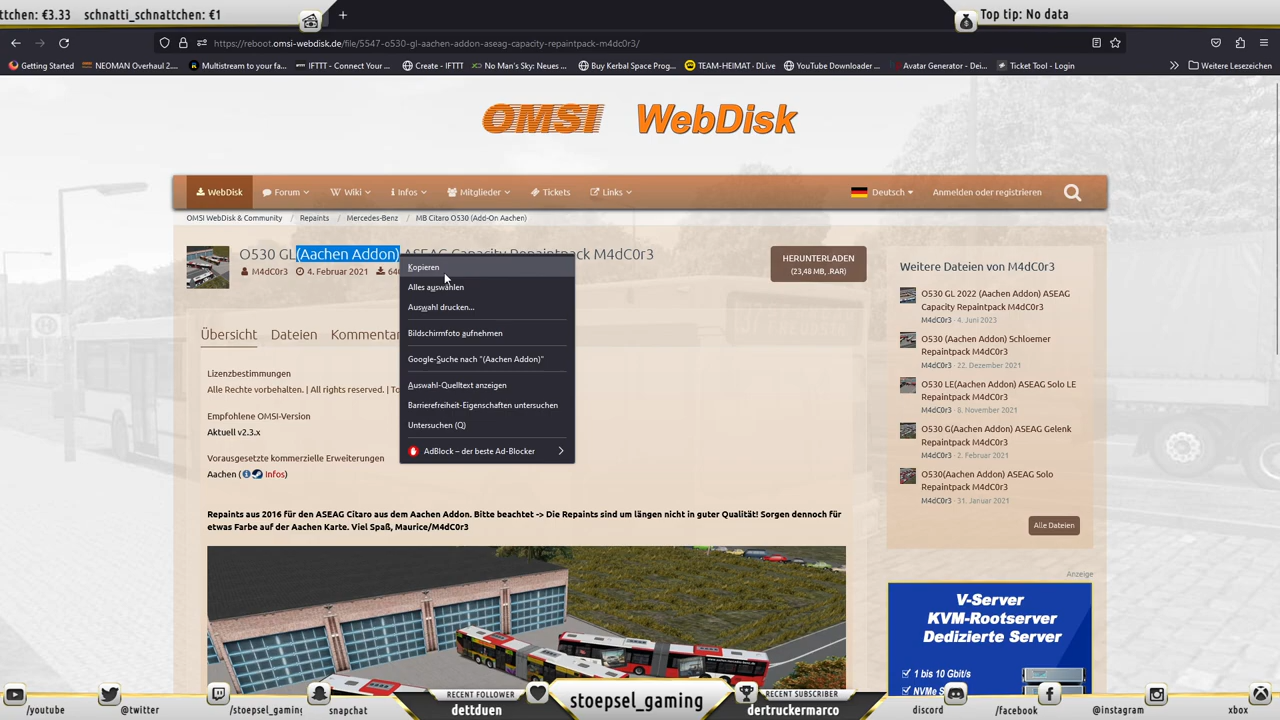 ttchen: €3.33 schnatti_schnattchen: €1
Top tip: No data
https://reboot.omsi-webdisk.de/file/5547-o530-gl-aachen-addon-aseag-capacity-repaintpack-m4dc0r3/
Getting Started
NEOMAN Overhaul 2....
Multistream to your fa...
IFTTT - Connect Your ...
Create - IFTTT
No Man's Sky: Neues ...
Buy Kerbal Space Prog...
TEAM-HEIMAT - DLive
YouTube Downloader ...
Avatar Generator - Dei...
Ticket Tool - Login
Weitere Lesezeichen
OMSI WebDisk
WebDisk
Forum
Wiki
Infos
Mitglieder
Tickets
Links
Deutsch
Anmelden oder registrieren
OMSI WebDisk & Community / Repaints / Mercedes-Benz / MB Citaro O530 (Add-On Aachen)
O530 GL(Aachen Addon) ASEAG Capacity Repaintpack M4dC0r3
M4dC0r3 4. Februar 2021
HERUNTERLADEN
(23,48 MB, .RAR)
Kopieren
Alles auswählen
Auswahl drucken...
Bildschirmfoto aufnehmen
Google-Suche nach "(Aachen Addon)"
Auswahl-Quelltext anzeigen
Barrierefreiheit-Eigenschaften untersuchen
Untersuchen (Q)
AdBlock – der beste Ad-Blocker
Übersicht
Dateien
Kommentar
Lizenzbestimmungen
Alle Rechte vorbehalten. | All rights reserved. | To
Empfohlene OMSI-Version
Aktuell v2.3.x
Vorausgesetzte kommerzielle Erweiterungen
Aachen ( Infos)
Repaints aus 2016 für den ASEAG Citaro aus dem Aachen Addon. Bitte beachtet -> Die Repaints sind um längen nicht in guter Qualität! Sorgen dennoch für
etwas Farbe auf der Aachen Karte. Viel Spaß, Maurice/M4dC0r3
Weitere Dateien von M4dC0r3
O530 GL 2022 (Aachen Addon) ASEAG
Capacity Repaintpack M4dC0r3
M4dC0r3 · 4. Juni 2023
O530 (Aachen Addon) Schloemer
Repaintpack M4dC0r3
M4dC0r3 · 22. Dezember 2021
O530 LE(Aachen Addon) ASEAG Solo LE
Repaintpack M4dC0r3
M4dC0r3 · 8. November 2021
O530 G(Aachen Addon) ASEAG Gelenk
Repaintpack M4dC0r3
M4dC0r3 · 2. Februar 2021
O530(Aachen Addon) ASEAG Solo
Repaintpack M4dC0r3
M4dC0r3 · 31. Januar 2021
Alle Dateien
Anzeige
V-Server
KVM-Rootserver
Dedizierte Server
1 bis 10 Gbit/s
NVMe S
/youtube
@twitter
/stoepsel_gaming
snapchat
RECENT FOLLOWER
dettduen
stoepsel_gaming
RECENT SUBSCRIBER
dertruckermarco
discord
/facebook
@instagram
xbox